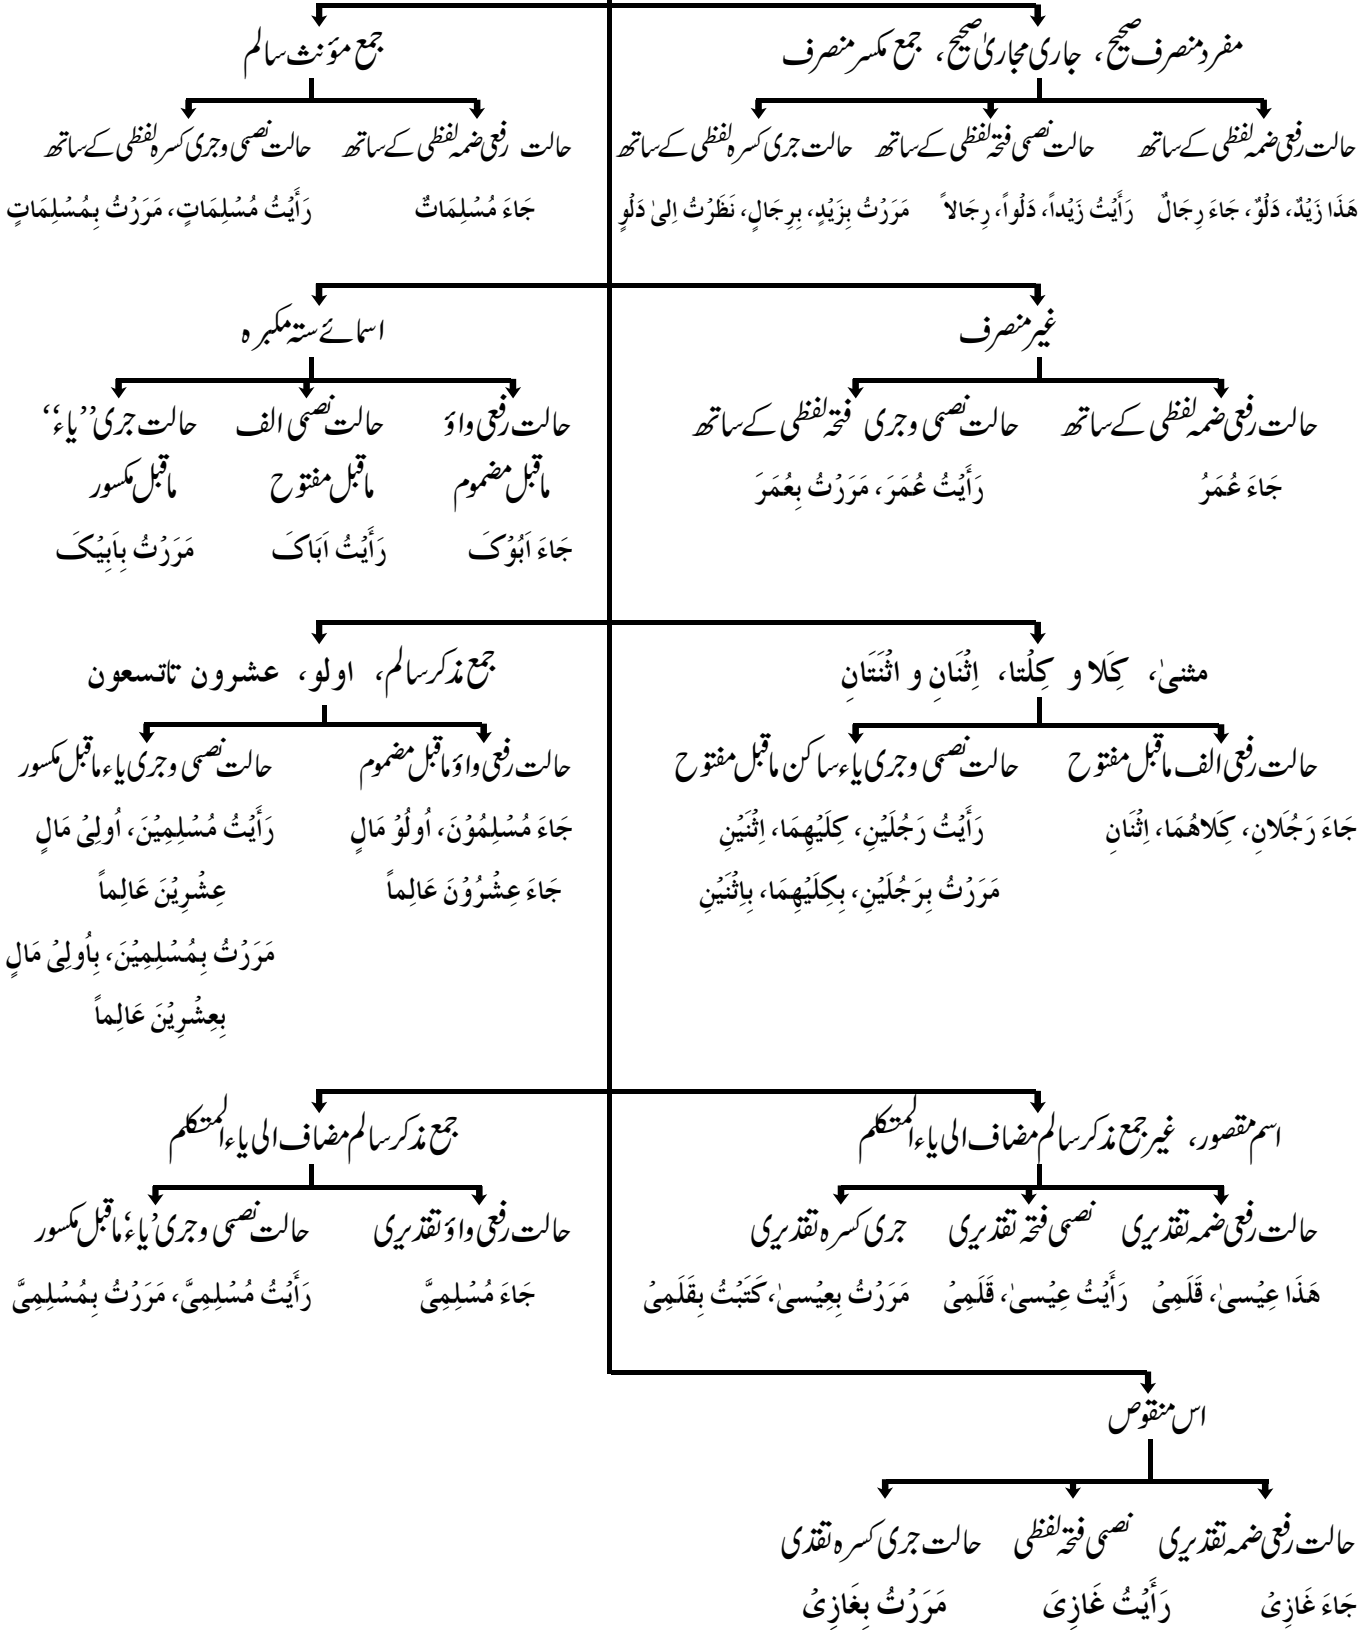 مفرد منصرف صحیح، جاری مجاریٰ صحیح، جمع مکسر منصرف
حالت رفعی ضمہ لفظی کے ساتھ
حالت نصبی فتحہ لفظی کے ساتھ
حالت جری کسرہ لفظی کے ساتھ
هَذَا زَيْدٌ، دَلْوٌ، جَاءَ رِجَالٌ
رَأَيْتُ زَيْداً، دَلْواً، رِجَالاً
مَرَرْتُ بِزَيْدٍ، بِرِجَالٍ، نَظَرْتُ اِلىٰ دَلْوٍ
جمع مؤنث سالم
حالت رفعی ضمہ لفظی کے ساتھ
حالت نصبی وجری کسرہ لفظی کے ساتھ
جَاءَ مُسْلِمَاتٌ
رَأَيْتُ مُسْلِمَاتٍ، مَرَرْتُ بِمُسْلِمَاتٍ
غیر منصرف
حالت رفعی ضمہ لفظی کے ساتھ
حالت نصبی وجری فتحہ لفظی کے ساتھ
جَاءَ عُمَرُ
رَأَيْتُ عُمَرَ، مَرَرْتُ بِعُمَرَ
اسمائے ستہ مکبرہ
حالت رفعی واؤ
ماقبل مضموم
جَاءَ اَبُوْکَ
حالت نصبی الف
ماقبل مفتوح
رَأَيْتُ اَبَاکَ
حالت جری ’’یاء‘‘
ماقبل مکسور
مَرَرْتُ بِاَبِيْکَ
مثنیٰ، کِلَا و کِلْتا، اِثْنَانِ و اثْنَتَانِ
حالت رفعی الف ماقبل مفتوح
حالت نصبی وجری یاء ساکن ماقبل مفتوح
جَاءَ رَجُلَانِ، کِلَاهُمَا، اِثْنَانِ
رَأَيْتُ رَجُلَيْنِ، کِلَيْهِمَا، اِثْنَيْنِ
مَرَرْتُ بِرَجُلَيْنِ، بِکِلَيْهِمَا، بِاِثْنَيْنِ
جمع مذکر سالم، اولو، عشرون تاتسعون
حالت رفعی واؤ ماقبل مضموم
حالت نصبی وجری یاء ماقبل مکسور
جَاءَ مُسْلِمُوْنَ، اُولُوْ مَالٍ
جَاءَ عِشْرُوْنَ عَالِماً
رَأَيْتُ مُسْلِمِيْنَ، اُولِیْ مَالٍ
عِشْرِيْنَ عَالِماً
مَرَرْتُ بِمُسْلِمِيْنَ، بِاُولِیْ مَالٍ
بِعِشْرِيْنَ عَالِماً
اسم مقصور، غیر جمع مذکر سالم مضاف الی یاء المتکلم
حالت رفعی ضمہ تقدیری
نصبی فتحہ تقدیری
جری کسرہ تقدیری
هَذَا عِيْسىٰ، قَلَمِیْ
رَأَيْتُ عِيْسىٰ، قَلَمِیْ
مَرَرْتُ بِعِيْسىٰ، کَتَبْتُ بِقَلَمِیْ
جمع مذکر سالم مضاف الی یاء المتکلم
حالت رفعی واؤ تقدیری
حالت نصبی وجری ’یاء‘ ماقبل مکسور
جَاءَ مُسْلِمِیَّ
رَأَيْتُ مُسْلِمِیَّ، مَرَرْتُ بِمُسْلِمِیَّ
اس منقوص
حالت رفعی ضمہ تقدیری
نصبی فتحہ لفظی
حالت جری کسرہ تقدی
جَاءَ غَازِیْ
رَأَيْتُ غَازِیَ
مَرَرْتُ بِغَازِیْ